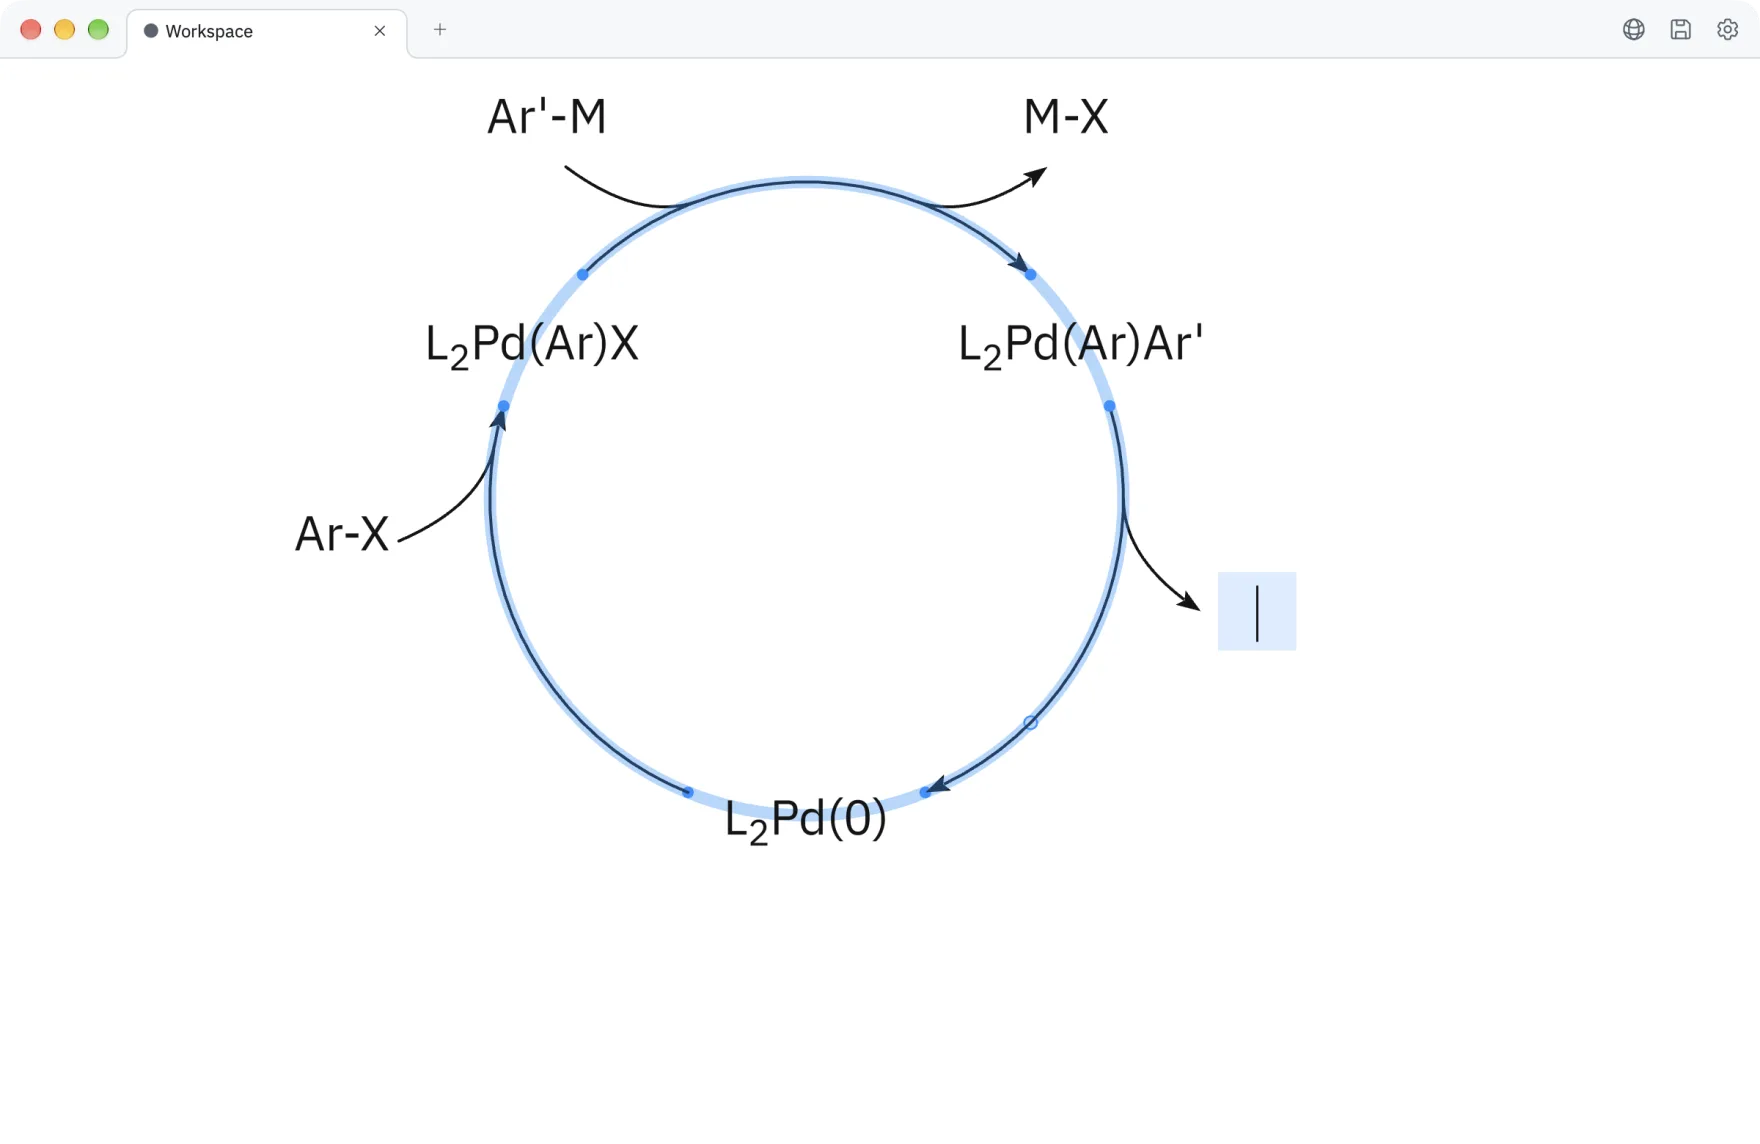 Workspace
Ar'-M
M-X
L₂Pd(Ar)X
L₂Pd(Ar)Ar'
Ar-X
L₂Pd(0)